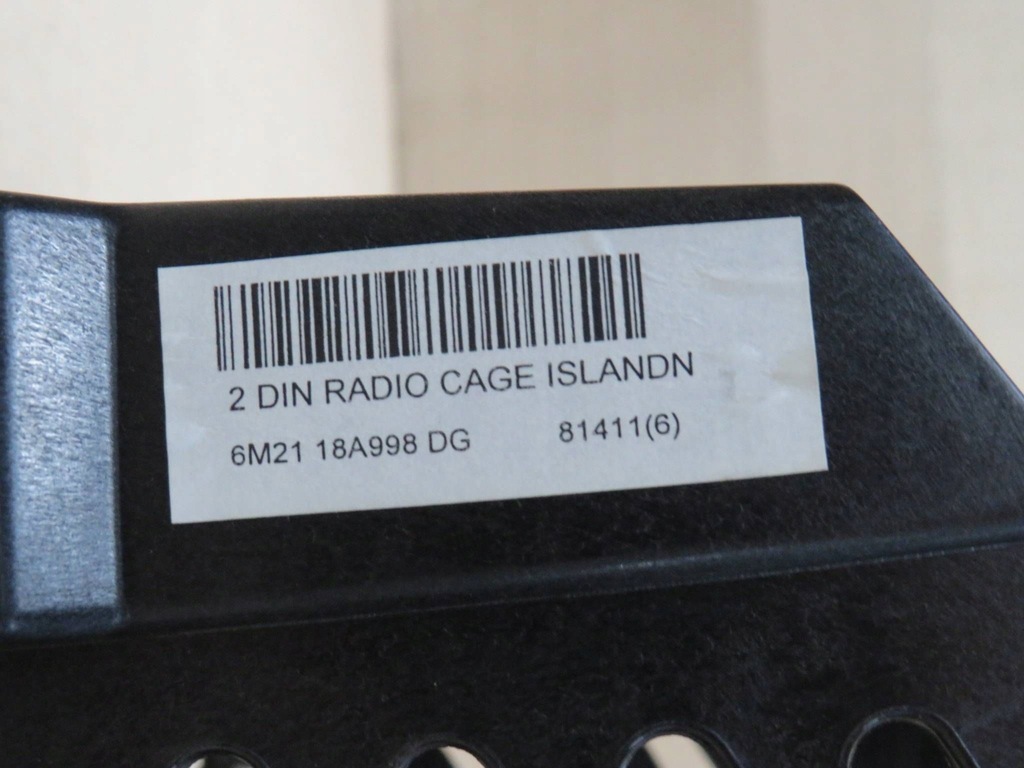 2 DIN RADIO CAGE ISLANDN
6M21 18A998 DG 81411(6)